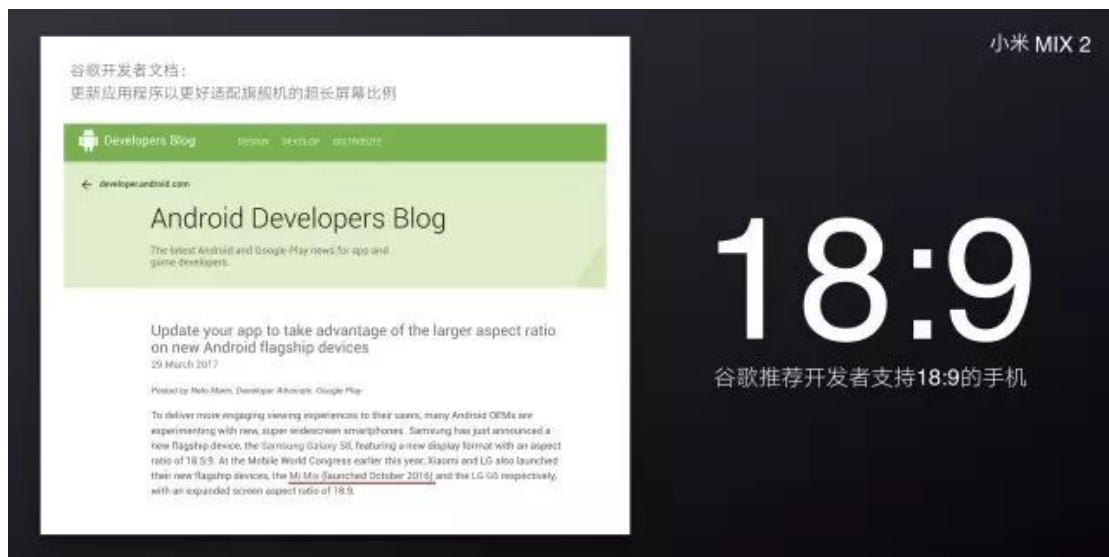 小米 MIX 2
谷歌开发者文档:
更新应用程序以更好适配旗舰机的超长屏幕比例
Developers Blog DESIGN DEVELOP DISTRIBUTE
← developer.android.com
Android Developers Blog
The latest Android and Google Play news for app and
game developers.
Update your app to take advantage of the larger aspect ratio
on new Android flagship devices
29 March 2017
Posted by Developer Advocate, Google Play
To deliver more engaging viewing experiences to their users, many Android OEMs are
experimenting with new, super widescreen smartphones. Samsung has just announced a
new flagship device, the Samsung Galaxy S8, featuring a new display format with an aspect
ratio of 18.5:9. At the Mobile World Congress earlier this year, Xiaomi and LG also launched
their new flagship devices, the Mi Mix (launched October 2016) and the LG G6 respectively,
with an expanded screen aspect ratio of 18:9.
18:9
谷歌推荐开发者支持18:9的手机